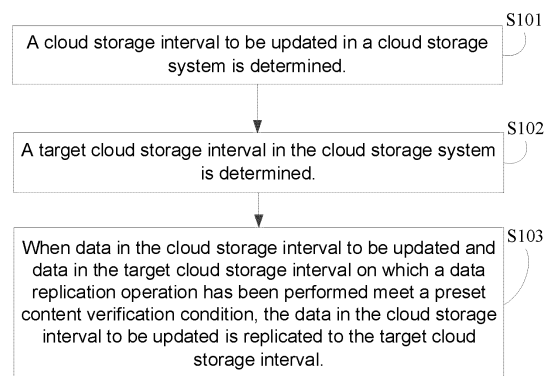 S101
A cloud storage interval to be updated in a cloud storage
system is determined.
S102
A target cloud storage interval in the cloud storage system
is determined.
S103
When data in the cloud storage interval to be updated and
data in the target cloud storage interval on which a data
replication operation has been performed meet a preset
content verification condition, the data in the cloud storage
interval to be updated is replicated to the target cloud
storage interval.